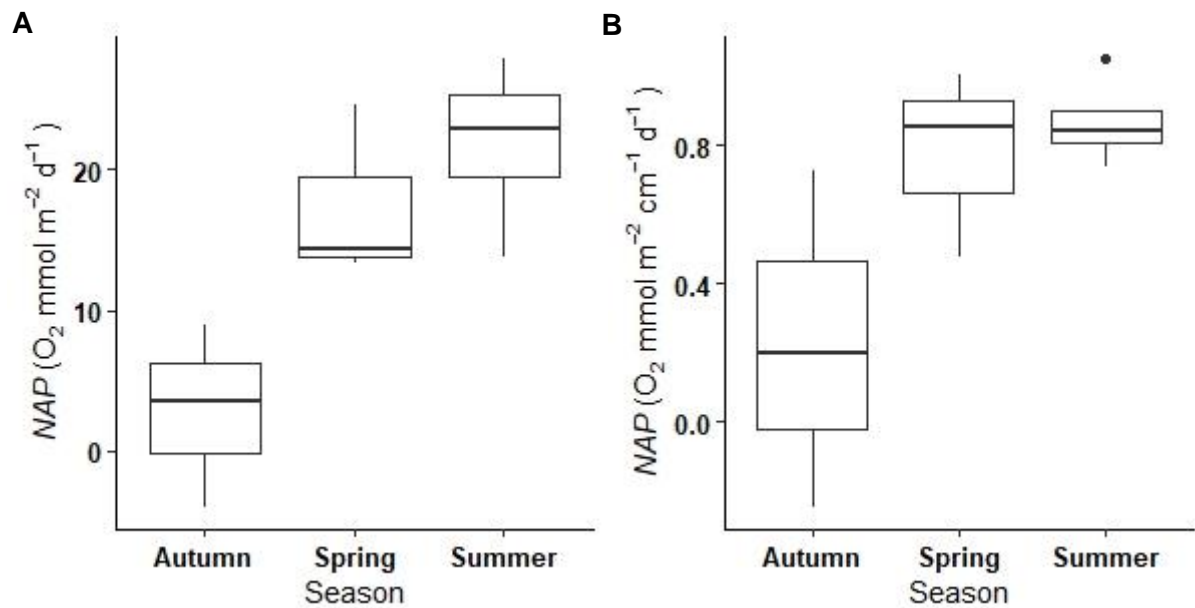 A
NAP (O₂ mmol m⁻² d⁻¹ )
20
10
0
Autumn Spring Summer
Season
B
NAP (O₂ mmol m⁻² cm⁻¹ d⁻¹ )
0.8
0.4
0.0
Autumn Spring Summer
Season